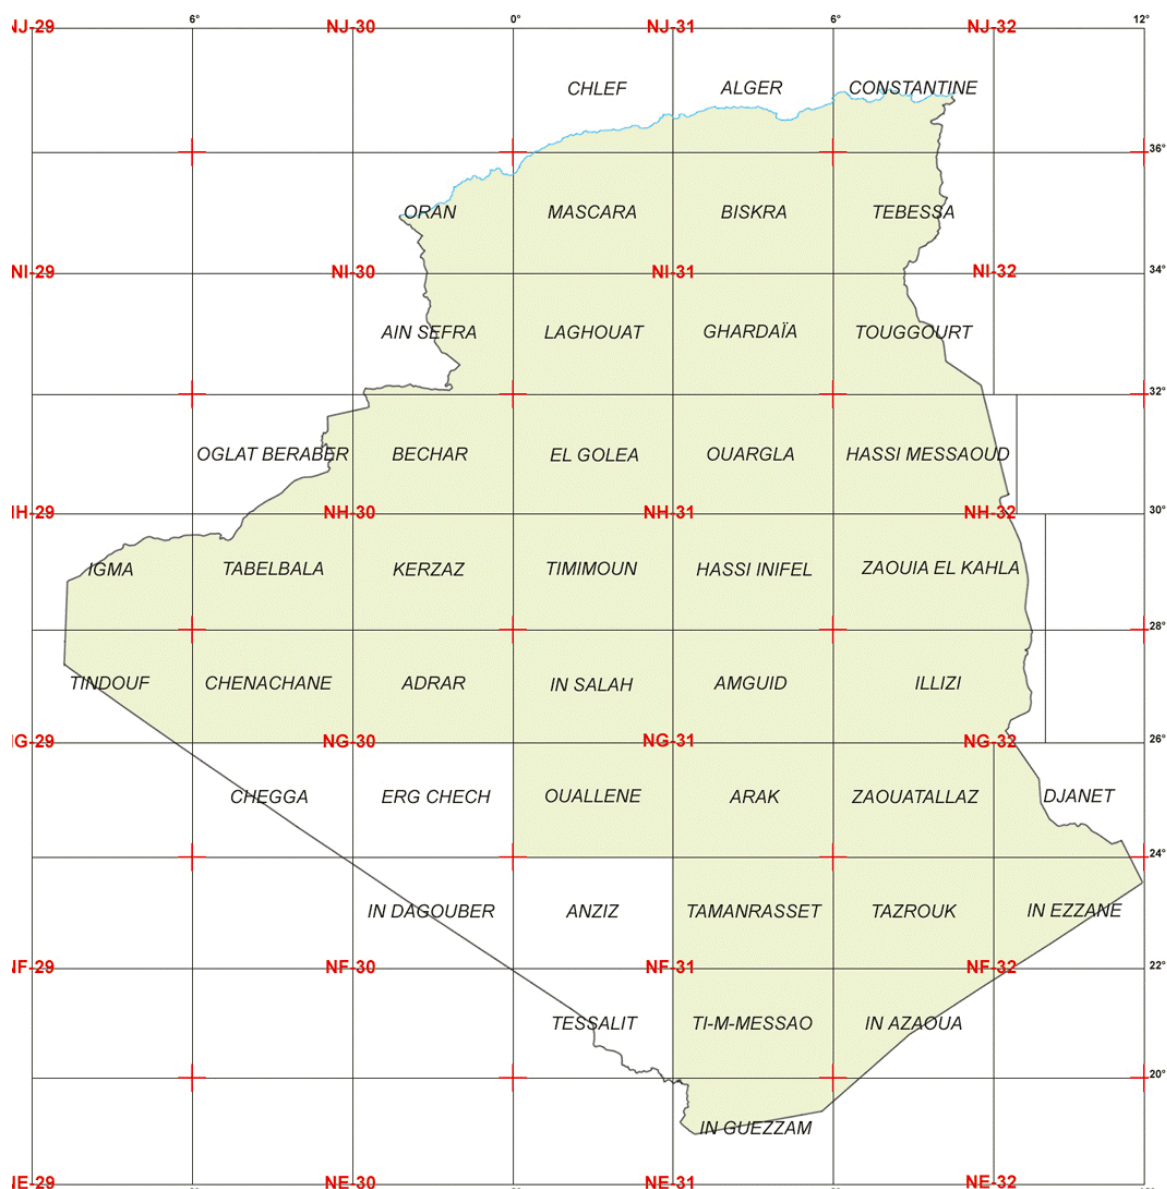 6° 0° 6° 12°
NJ-29 NJ-30 NJ-31 NJ-32
CHLEF ALGER CONSTANTINE
36°
ORAN MASCARA BISKRA TEBESSA
NI-29 NI-30 NI-31 NI-32 34°
AIN SEFRA LAGHOUAT GHARDAÏA TOUGGOURT
32°
OGLAT BERABER BECHAR EL GOLEA OUARGLA HASSI MESSAOUD
IH-29 NH-30 NH-31 NH-32 30°
IGMA TABELBALA KERZAZ TIMIMOUN HASSI INIFEL ZAOUIA EL KAHLA
28°
TINDOUF CHENACHANE ADRAR IN SALAH AMGUID ILLIZI
IG-29 NG-30 NG-31 NG-32 26°
CHEGGA ERG CHECH OUALLENE ARAK ZAOUATALLAZ DJANET
24°
IN DAGOUBER ANZIZ TAMANRASSET TAZROUK IN EZZANE
NF-29 NF-30 NF-31 NF-32 22°
TESSALIT TI-M-MESSAO IN AZAOUA
20°
IN GUEZZAM
NE-29 NE-30 NE-31 NE-32